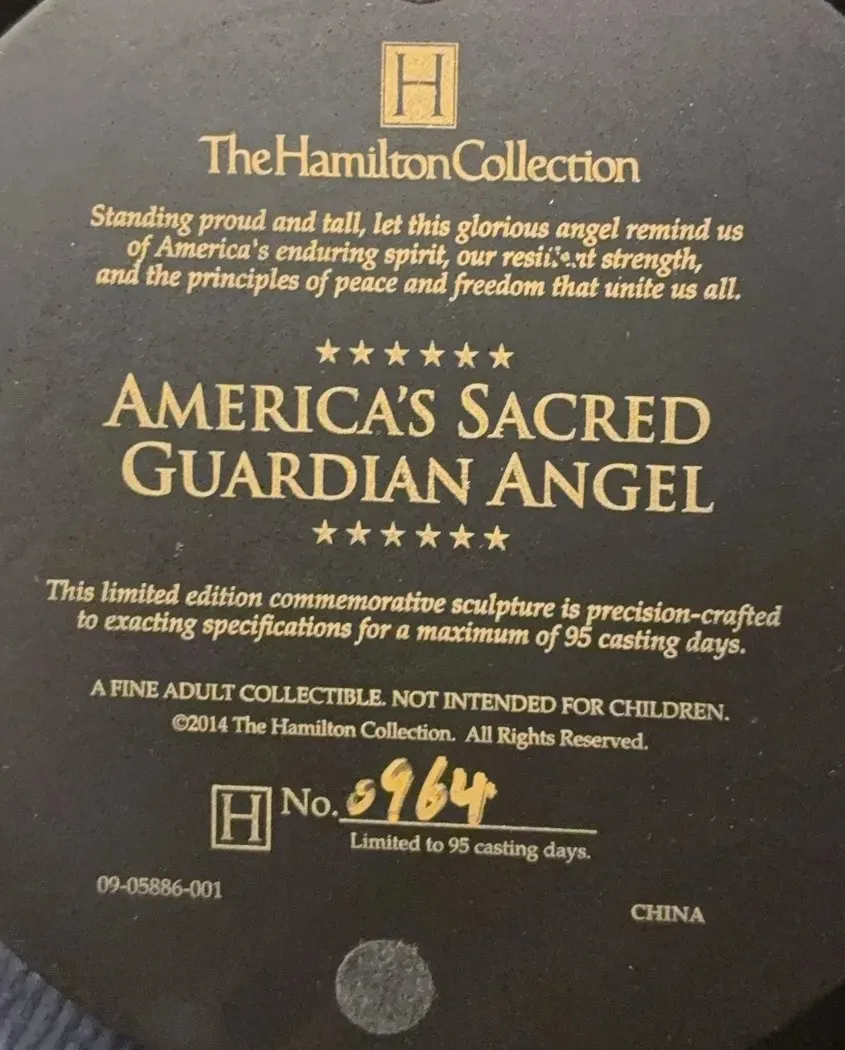 H
The Hamilton Collection
Standing proud and tall, let this glorious angel remind us
of America's enduring spirit, our resilient strength,
and the principles of peace and freedom that unite us all.
★★★★★★
AMERICA'S SACRED
GUARDIAN ANGEL
★★★★★★
This limited edition commemorative sculpture is precision-crafted
to exacting specifications for a maximum of 95 casting days.
A FINE ADULT COLLECTIBLE. NOT INTENDED FOR CHILDREN.
©2014 The Hamilton Collection. All Rights Reserved.
H No. 0964
Limited to 95 casting days.
09-05886-001
CHINA